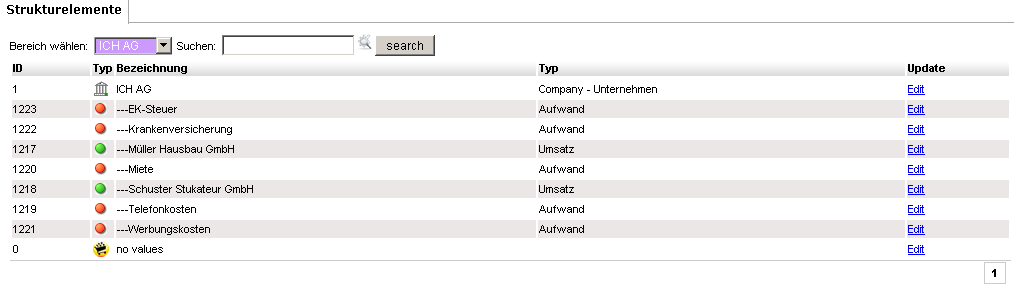 Strukturelemente
Bereich wählen: ICH AG Suchen: search
ID Typ Bezeichnung Typ Update
1 ICH AG Company - Unternehmen Edit
1223 ---EK-Steuer Aufwand Edit
1222 ---Krankenversicherung Aufwand Edit
1217 ---Müller Hausbau GmbH Umsatz Edit
1220 ---Miete Aufwand Edit
1218 ---Schuster Stukateur GmbH Umsatz Edit
1219 ---Telefonkosten Aufwand Edit
1221 ---Werbungskosten Aufwand Edit
0 no values Edit
1